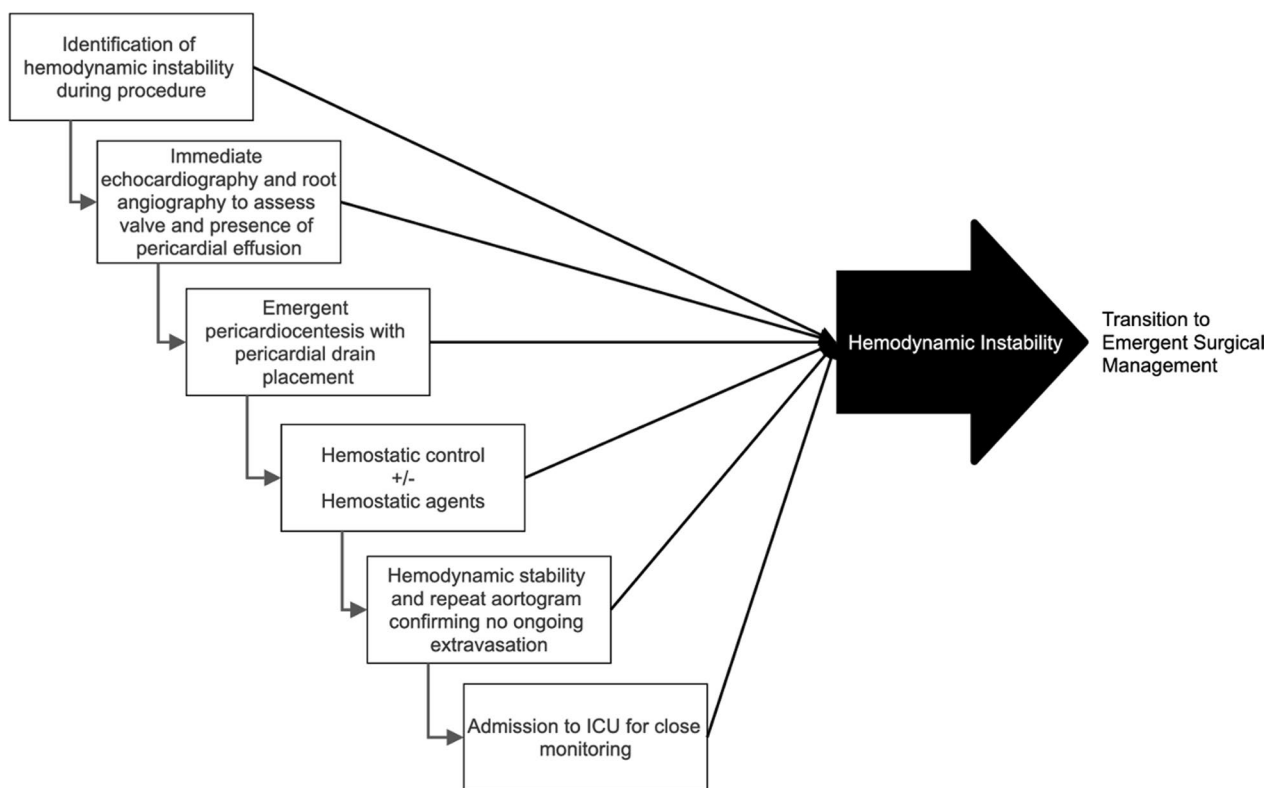 Identification of
hemodynamic instability
during procedure
Immediate
echocardiography and root
angiography to assess
valve and presence of
pericardial effusion
Emergent
pericardiocentesis with
pericardial drain
placement
Hemostatic control
+/-
Hemostatic agents
Hemodynamic stability
and repeat aortogram
confirming no ongoing
extravasation
Admission to ICU for close
monitoring
Hemodynamic Instability
Transition to
Emergent Surgical
Management